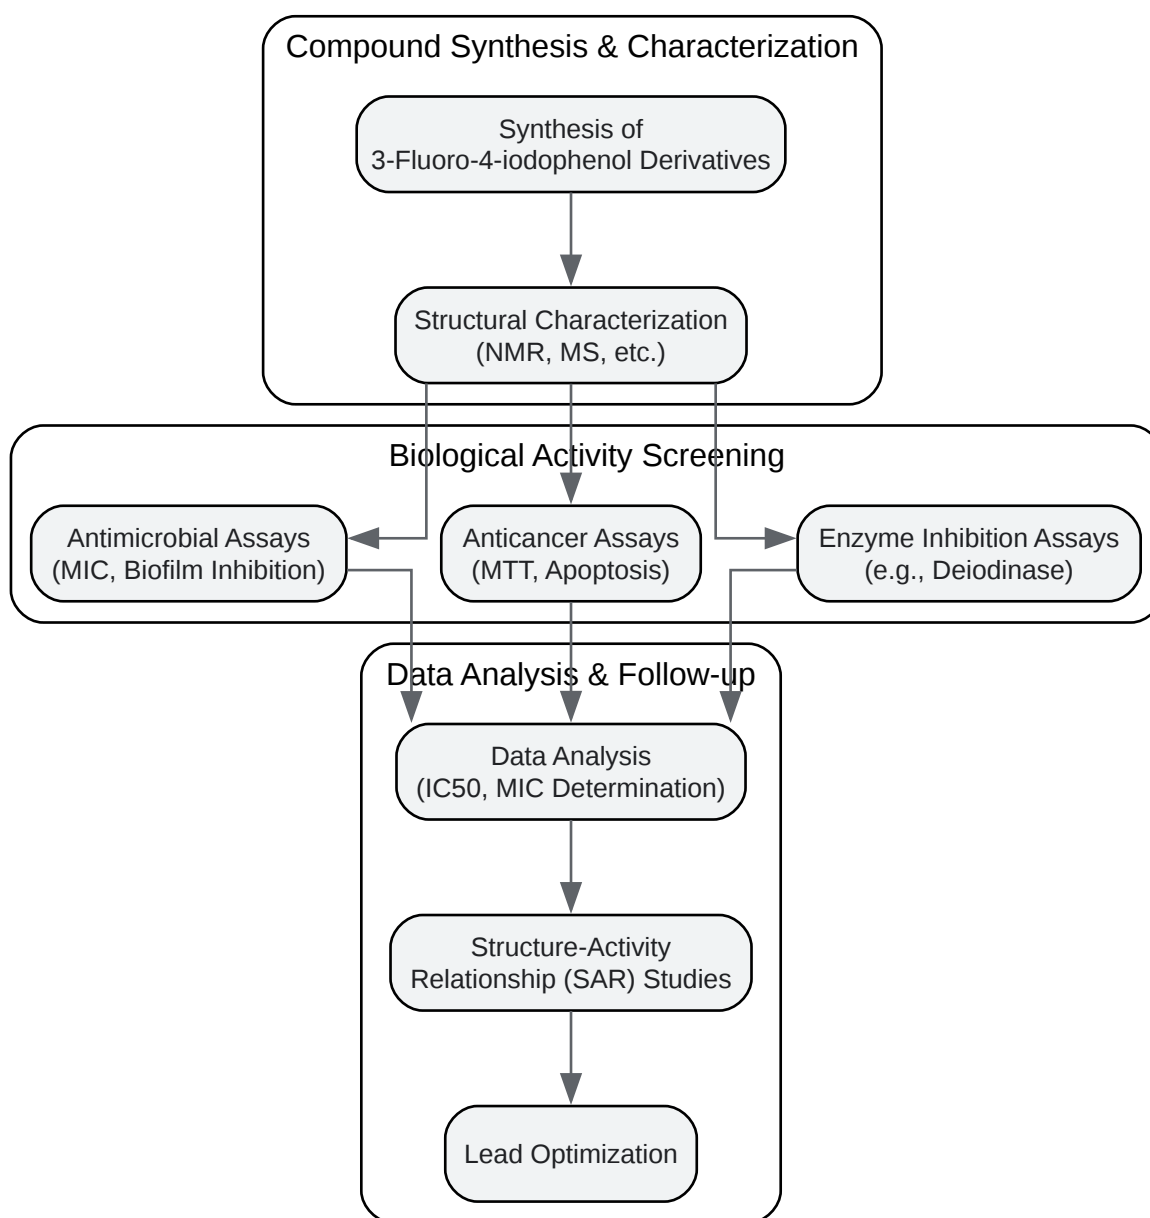 Compound Synthesis & Characterization
Synthesis of
3-Fluoro-4-iodophenol Derivatives
Structural Characterization
(NMR, MS, etc.)
Biological Activity Screening
Antimicrobial Assays
(MIC, Biofilm Inhibition)
Anticancer Assays
(MTT, Apoptosis)
Enzyme Inhibition Assays
(e.g., Deiodinase)
Data Analysis & Follow-up
Data Analysis
(IC50, MIC Determination)
Structure-Activity
Relationship (SAR) Studies
Lead Optimization